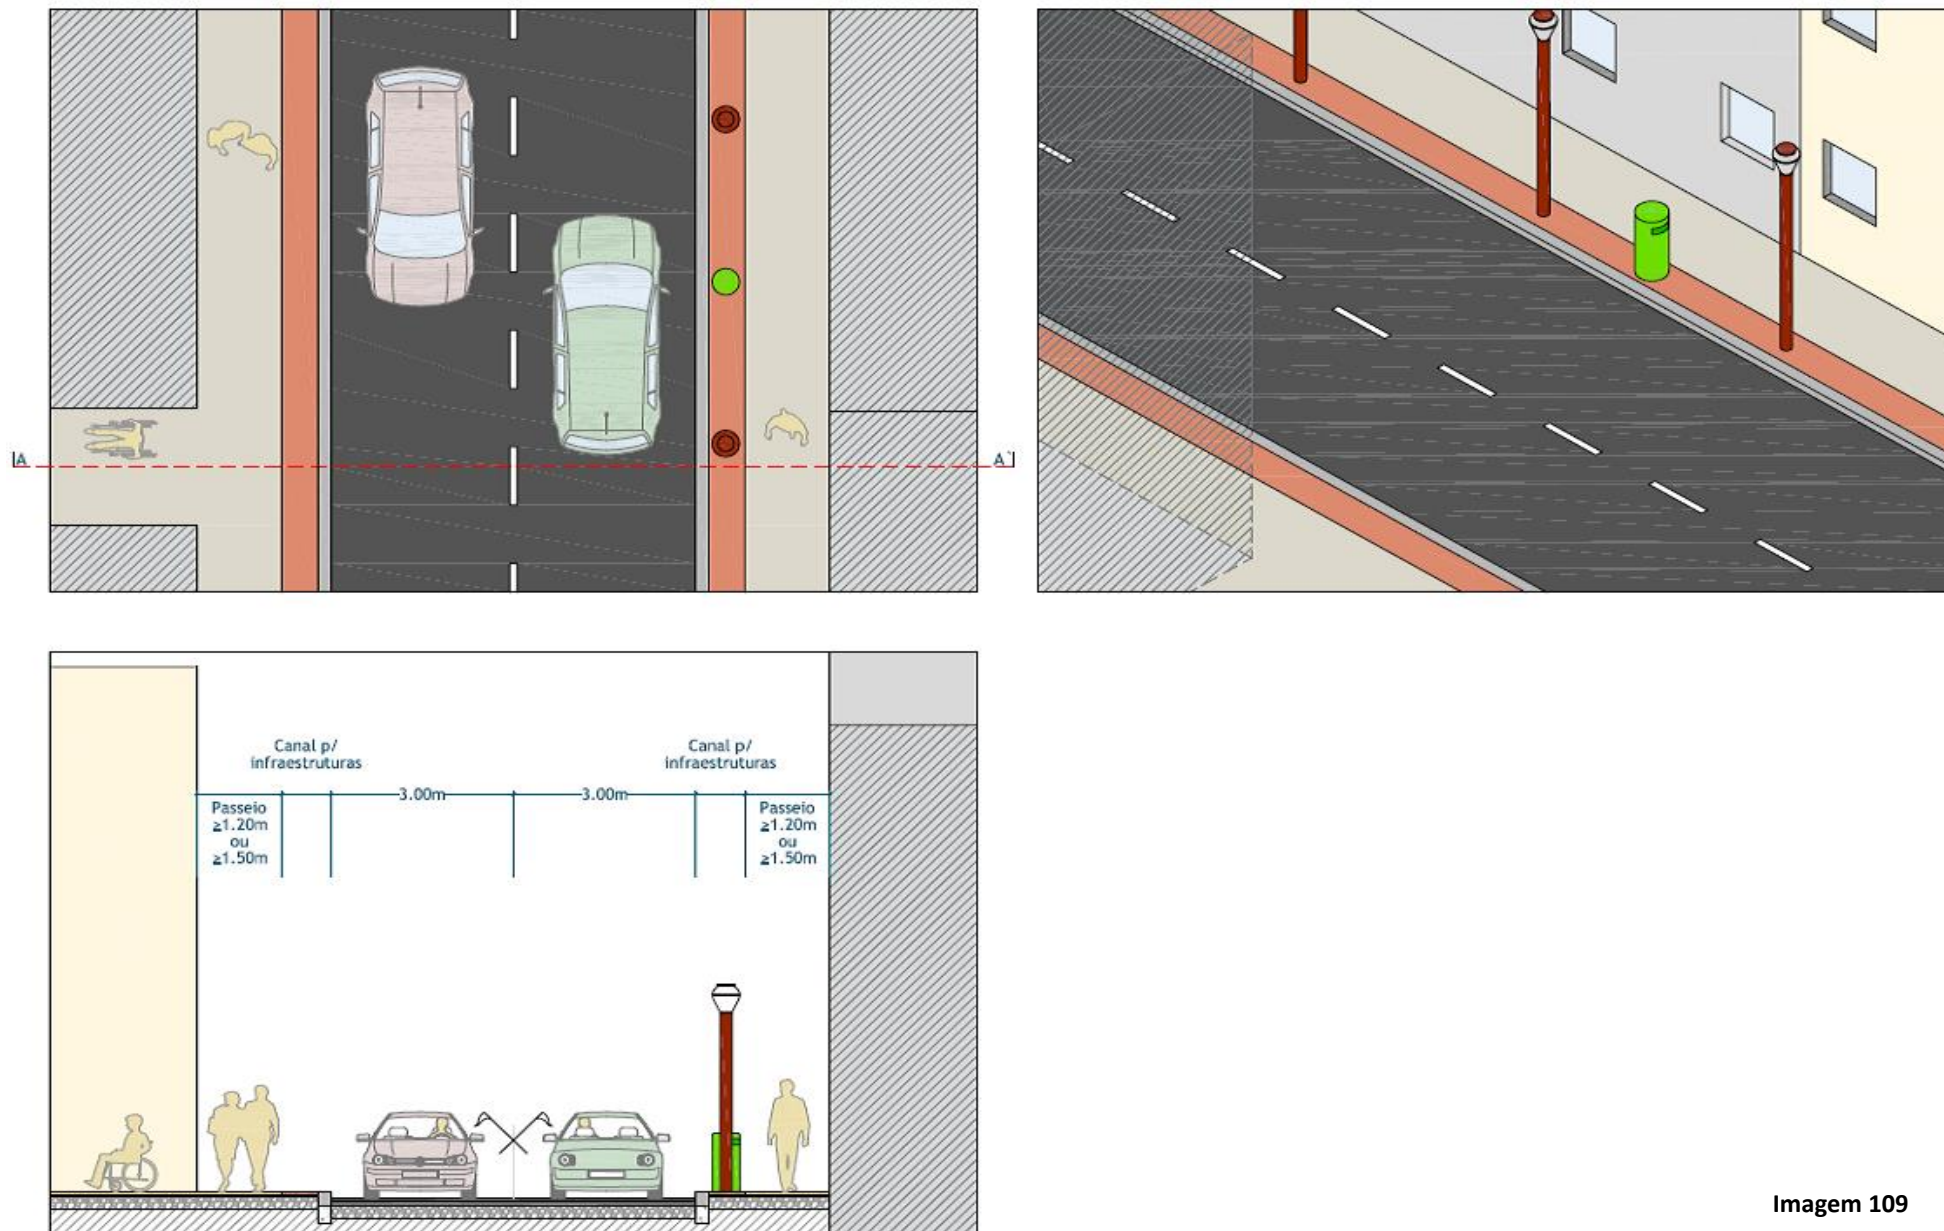 A
A'
Canal p/
infraestruturas
Canal p/
infraestruturas
3.00m
3.00m
Passeio
≥1.20m
ou
≥1.50m
Passeio
≥1.20m
ou
≥1.50m
Imagem 109